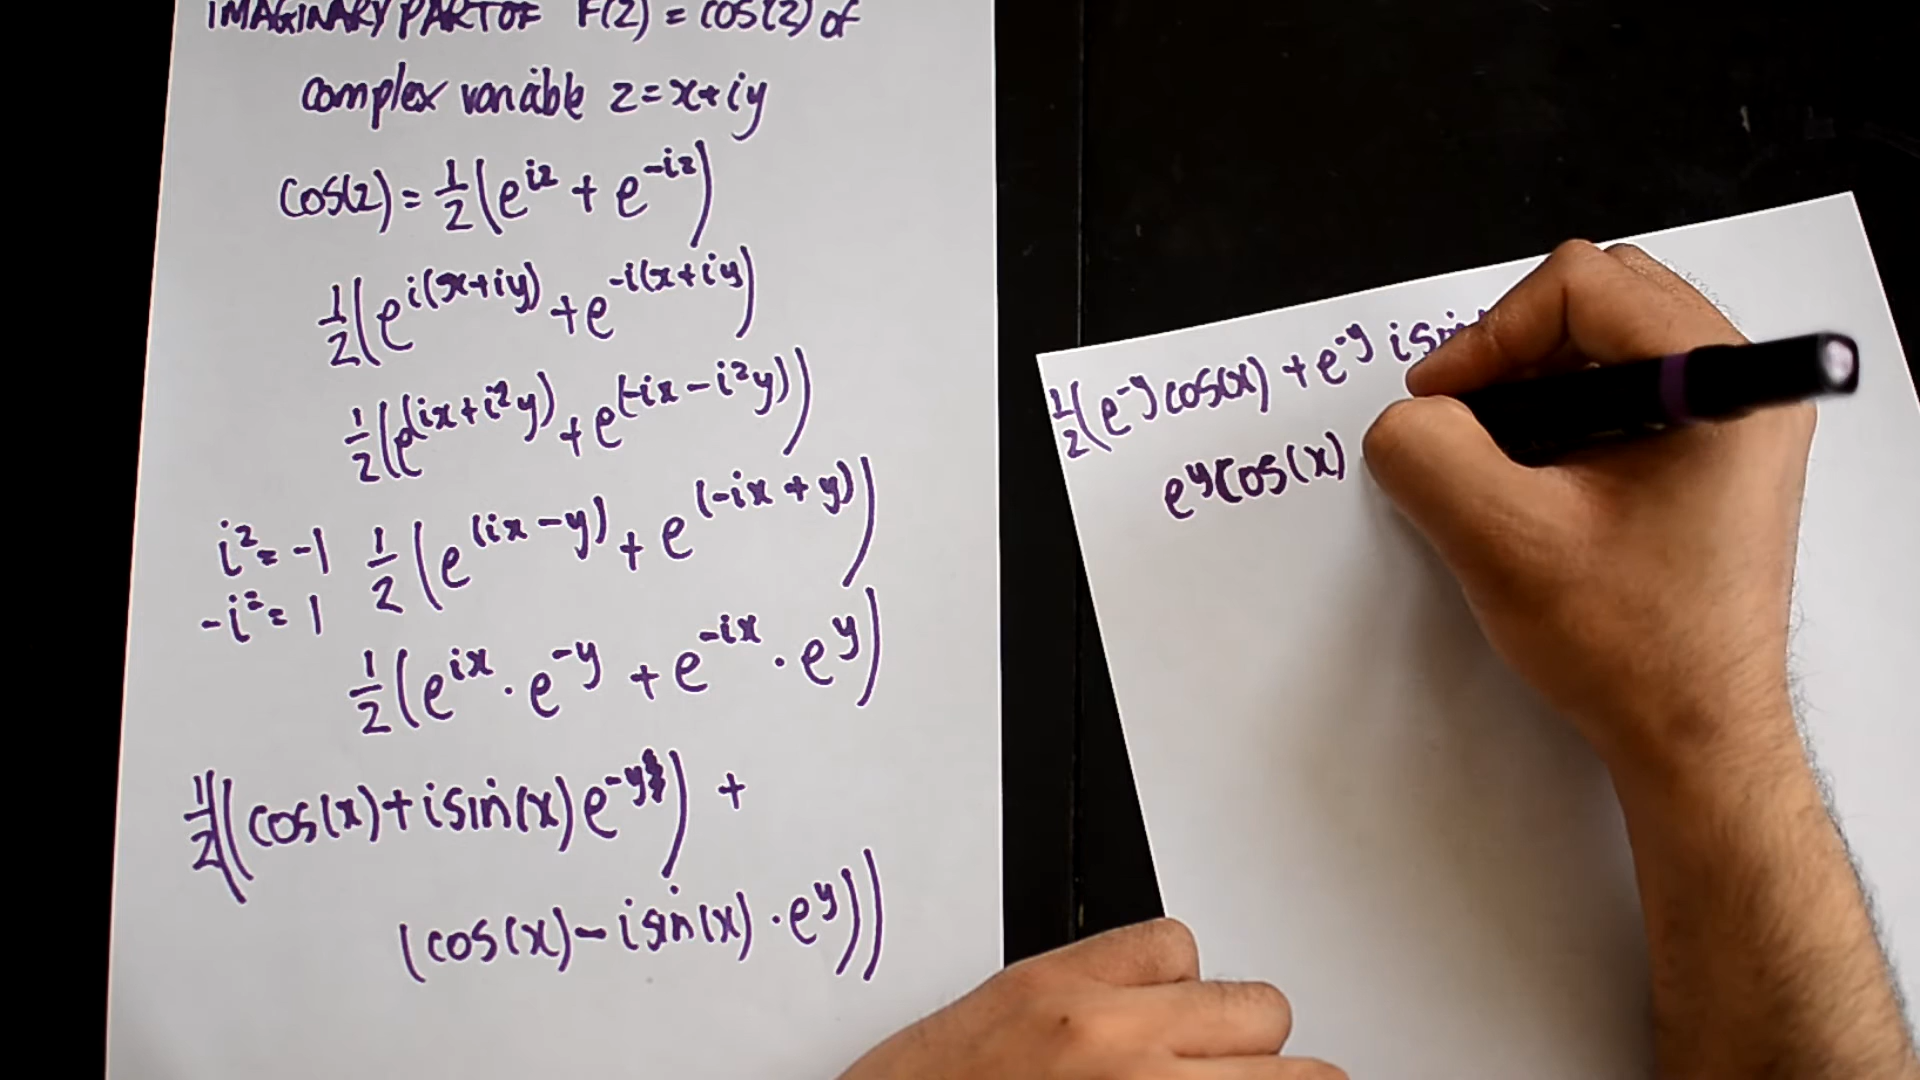 IMAGINARY PART OF F(z) = cos(z) of
complex variable z=x+iy
cos(z) = 1/2(e^{iz} + e^{-iz})
1/2(e^{i(x+iy)} + e^{-i(x+iy)})
1/2(e^{(ix+i²y)} + e^{(-ix-i²y)})
i²=-1 1/2(e^{(ix-y)} + e^{(-ix+y)})
-i²=1
1/2(e^{ix} · e^{-y} + e^{-ix} · e^{y})
1/2((cos(x)+isin(x)e^{-y}) +
(cos(x)-isin(x) · e^{y}))
1/2(e^{-y}cos(x) + e^{-y}
e^{y}cos(x)